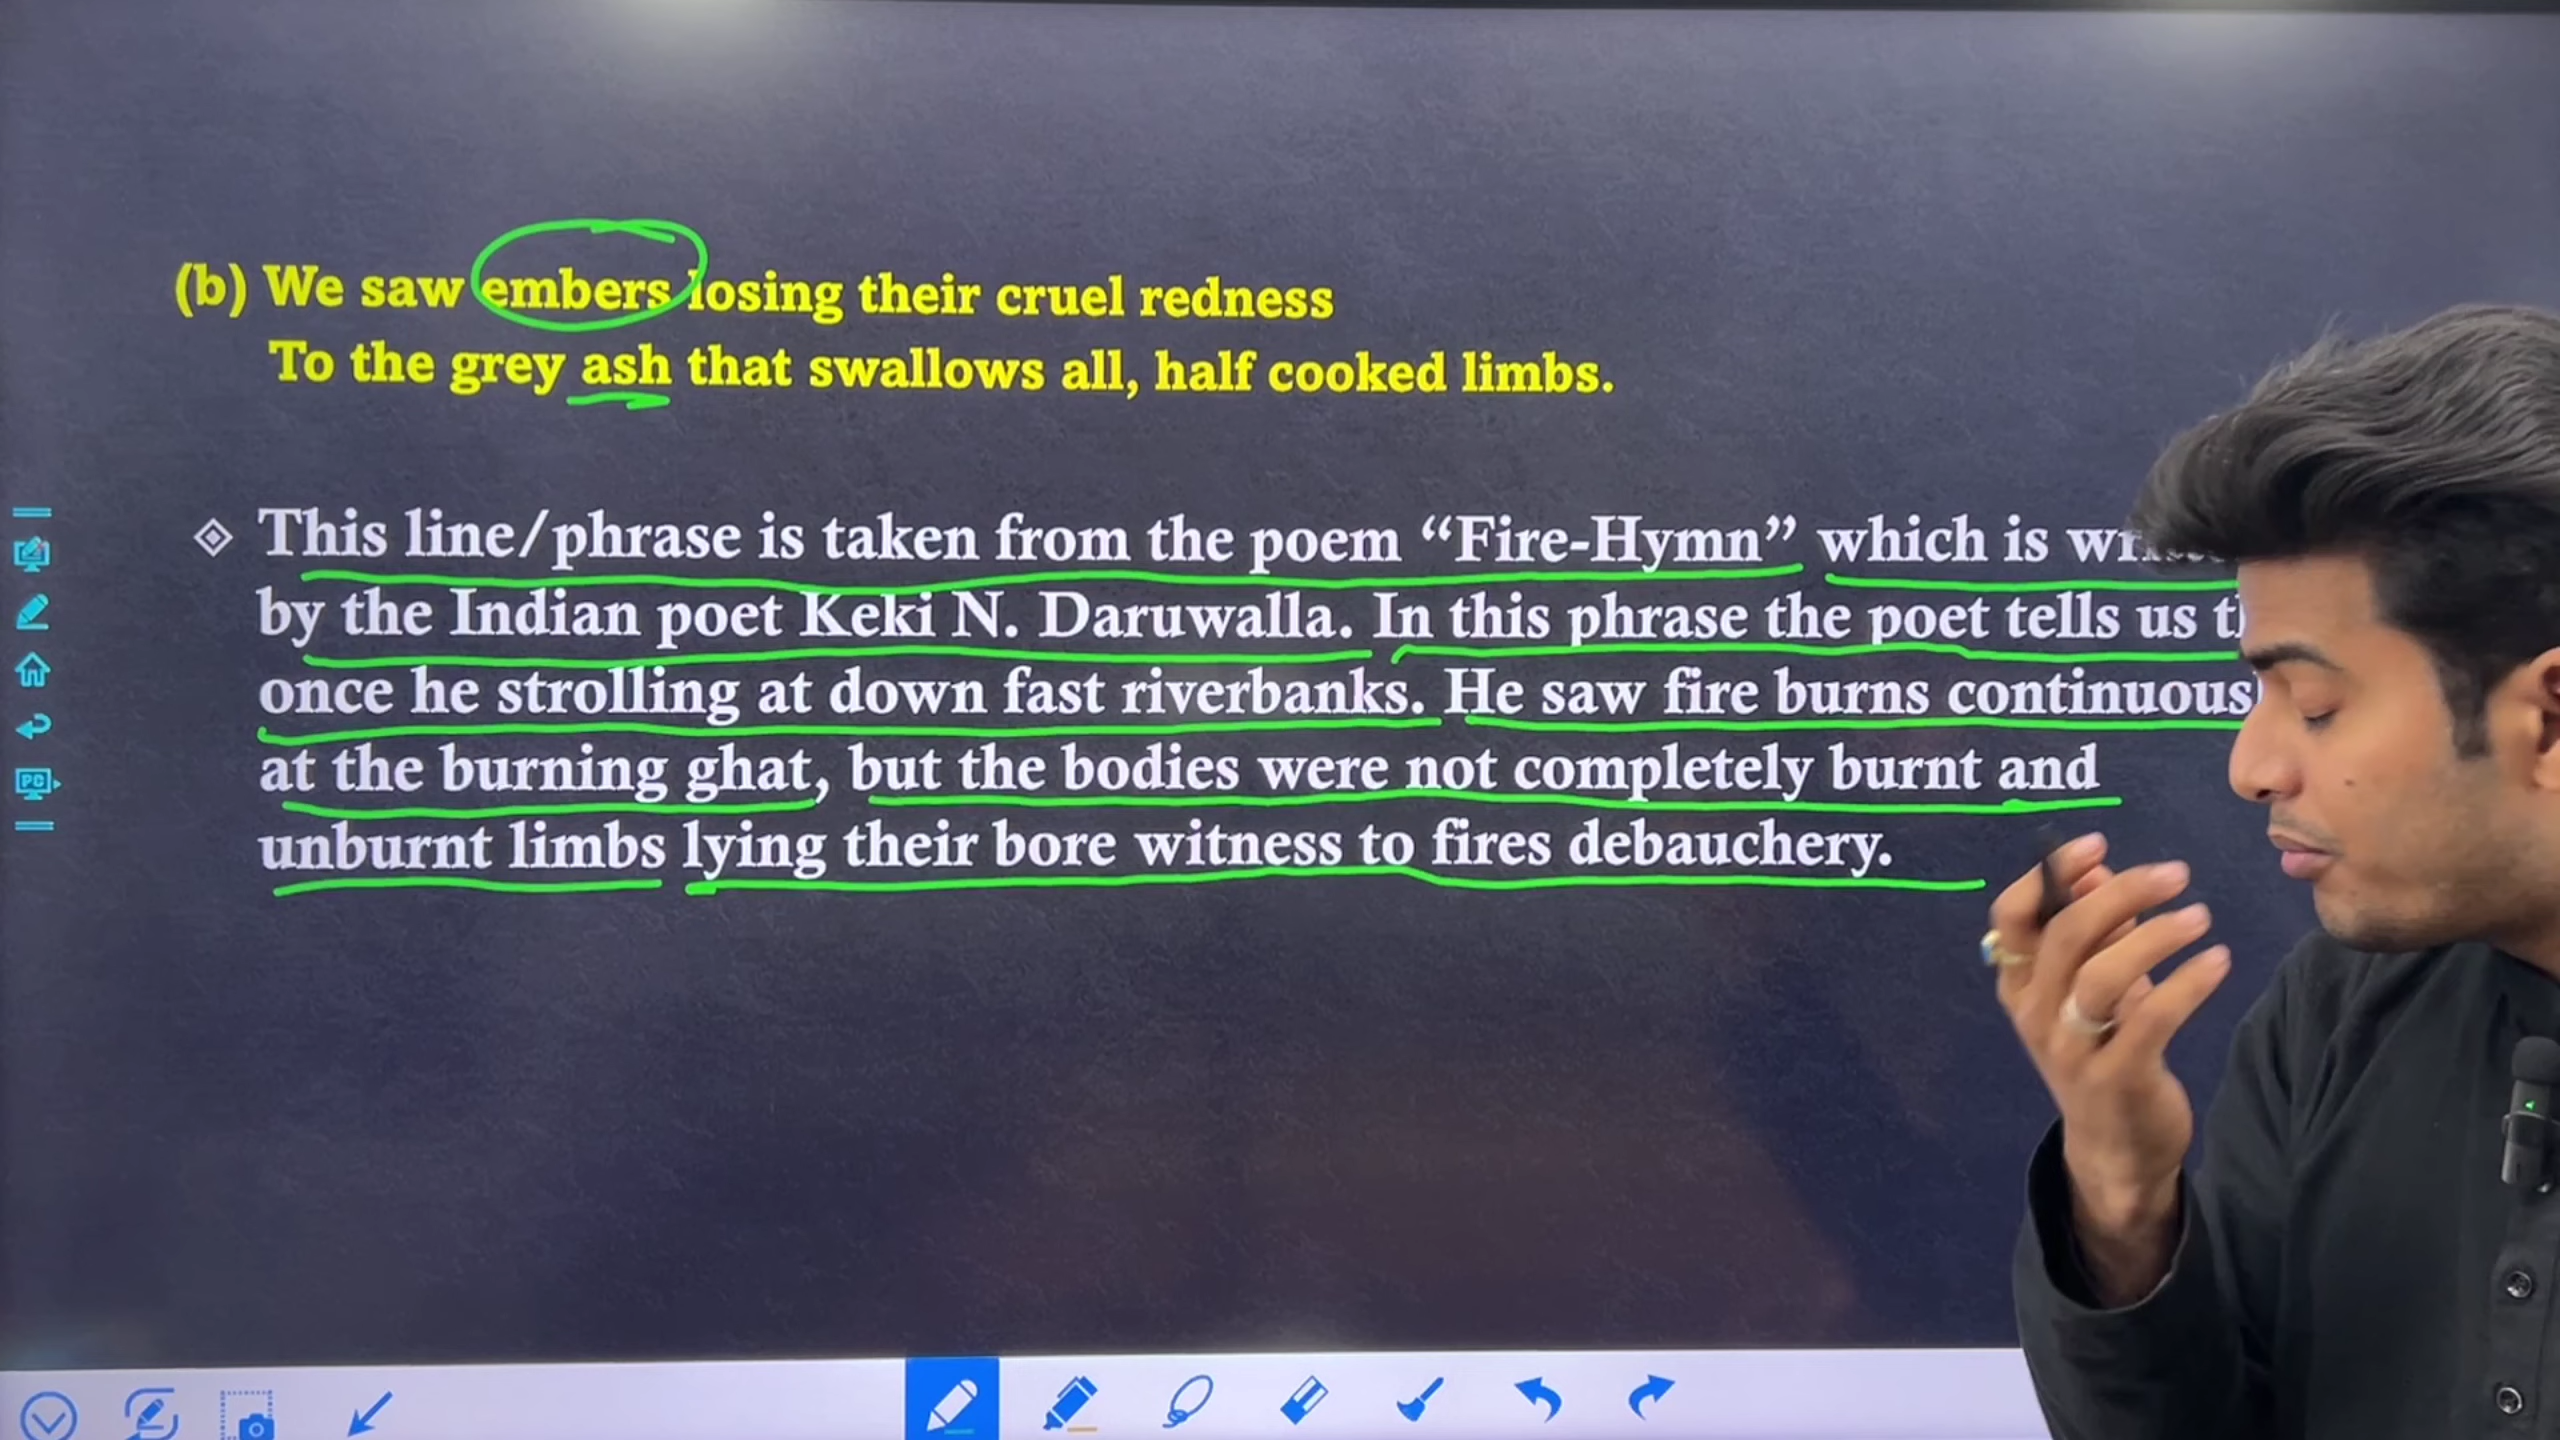 (b) We saw embers losing their cruel redness
To the grey ash that swallows all, half cooked limbs.
This line/phrase is taken from the poem “Fire-Hymn” which is
by the Indian poet Keki N. Daruwalla. In this phrase the poet tells us
once he strolling at down fast riverbanks. He saw fire burns
at the burning ghat, but the bodies were not completely burnt and
unburnt limbs lying their bore witness to fires debauchery.
PC